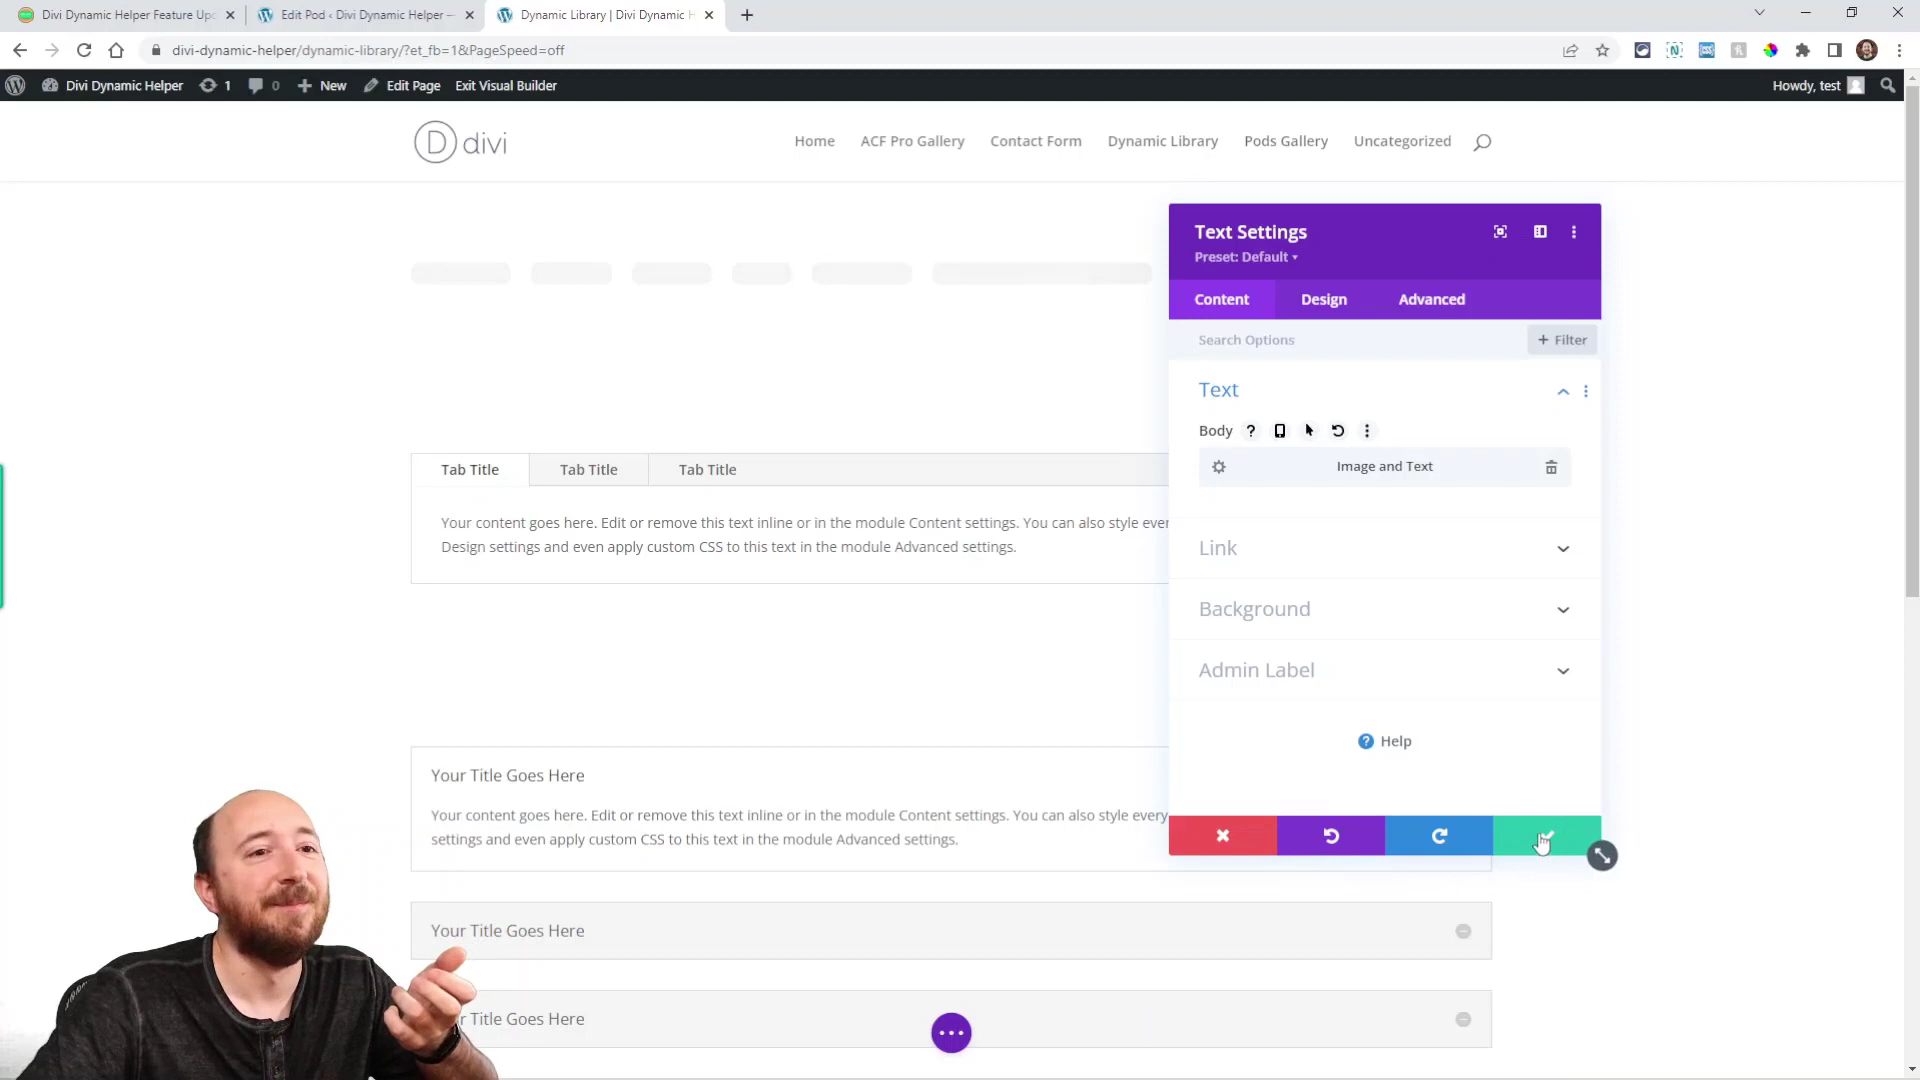 Divi Dynamic Helper Feature Upd
Edit Pod ‹ Divi Dynamic Helper —
Dynamic Library | Divi Dynamic H
divi-dynamic-helper/dynamic-library/?et_fb=1&PageSpeed=off
Divi Dynamic Helper 1 0 New Edit Page Exit Visual Builder Howdy, test
D divi
Home ACF Pro Gallery Contact Form Dynamic Library Pods Gallery Uncategorized
Text Settings
Preset: Default
Content Design Advanced
Search Options + Filter
Text
Body
Image and Text
Link
Background
Admin Label
Help
Tab Title Tab Title Tab Title
Your content goes here. Edit or remove this text inline or in the module Content settings. You can also style ever
Design settings and even apply custom CSS to this text in the module Advanced settings.
Your Title Goes Here
Your content goes here. Edit or remove this text inline or in the module Content settings. You can also style every
settings and even apply custom CSS to this text in the module Advanced settings.
Your Title Goes Here
r Title Goes Here